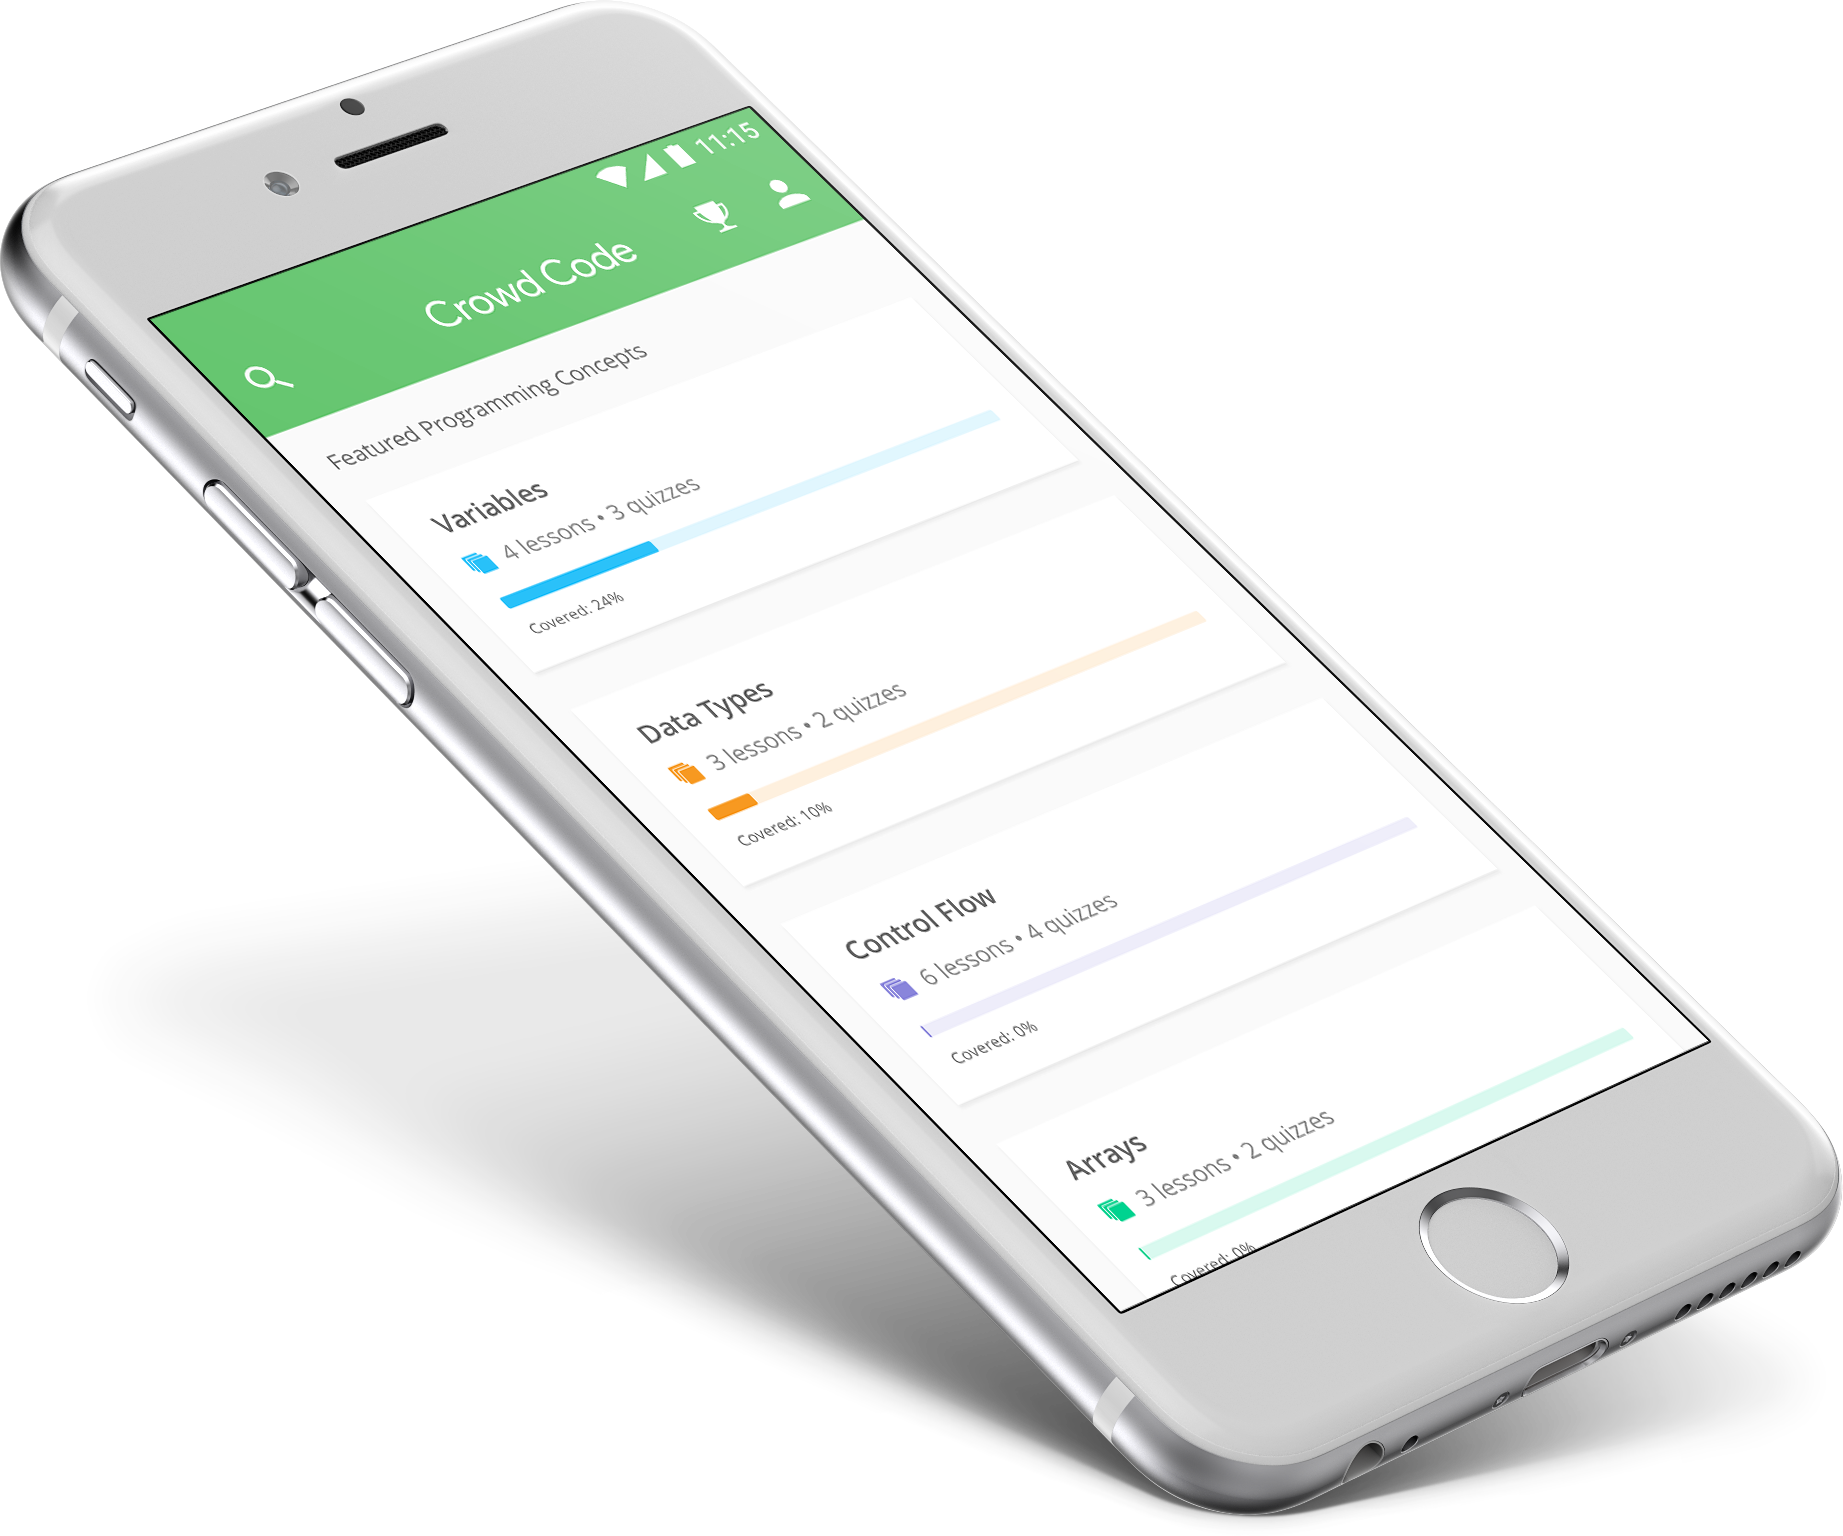 11:15
Crowd Code
Featured Programming Concepts
Variables
4 lessons • 3 quizzes
Covered: 24%
Data Types
3 lessons • 2 quizzes
Covered: 10%
Control Flow
6 lessons • 4 quizzes
Covered: 0%
Arrays
3 lessons • 2 quizzes
Covered: 0%